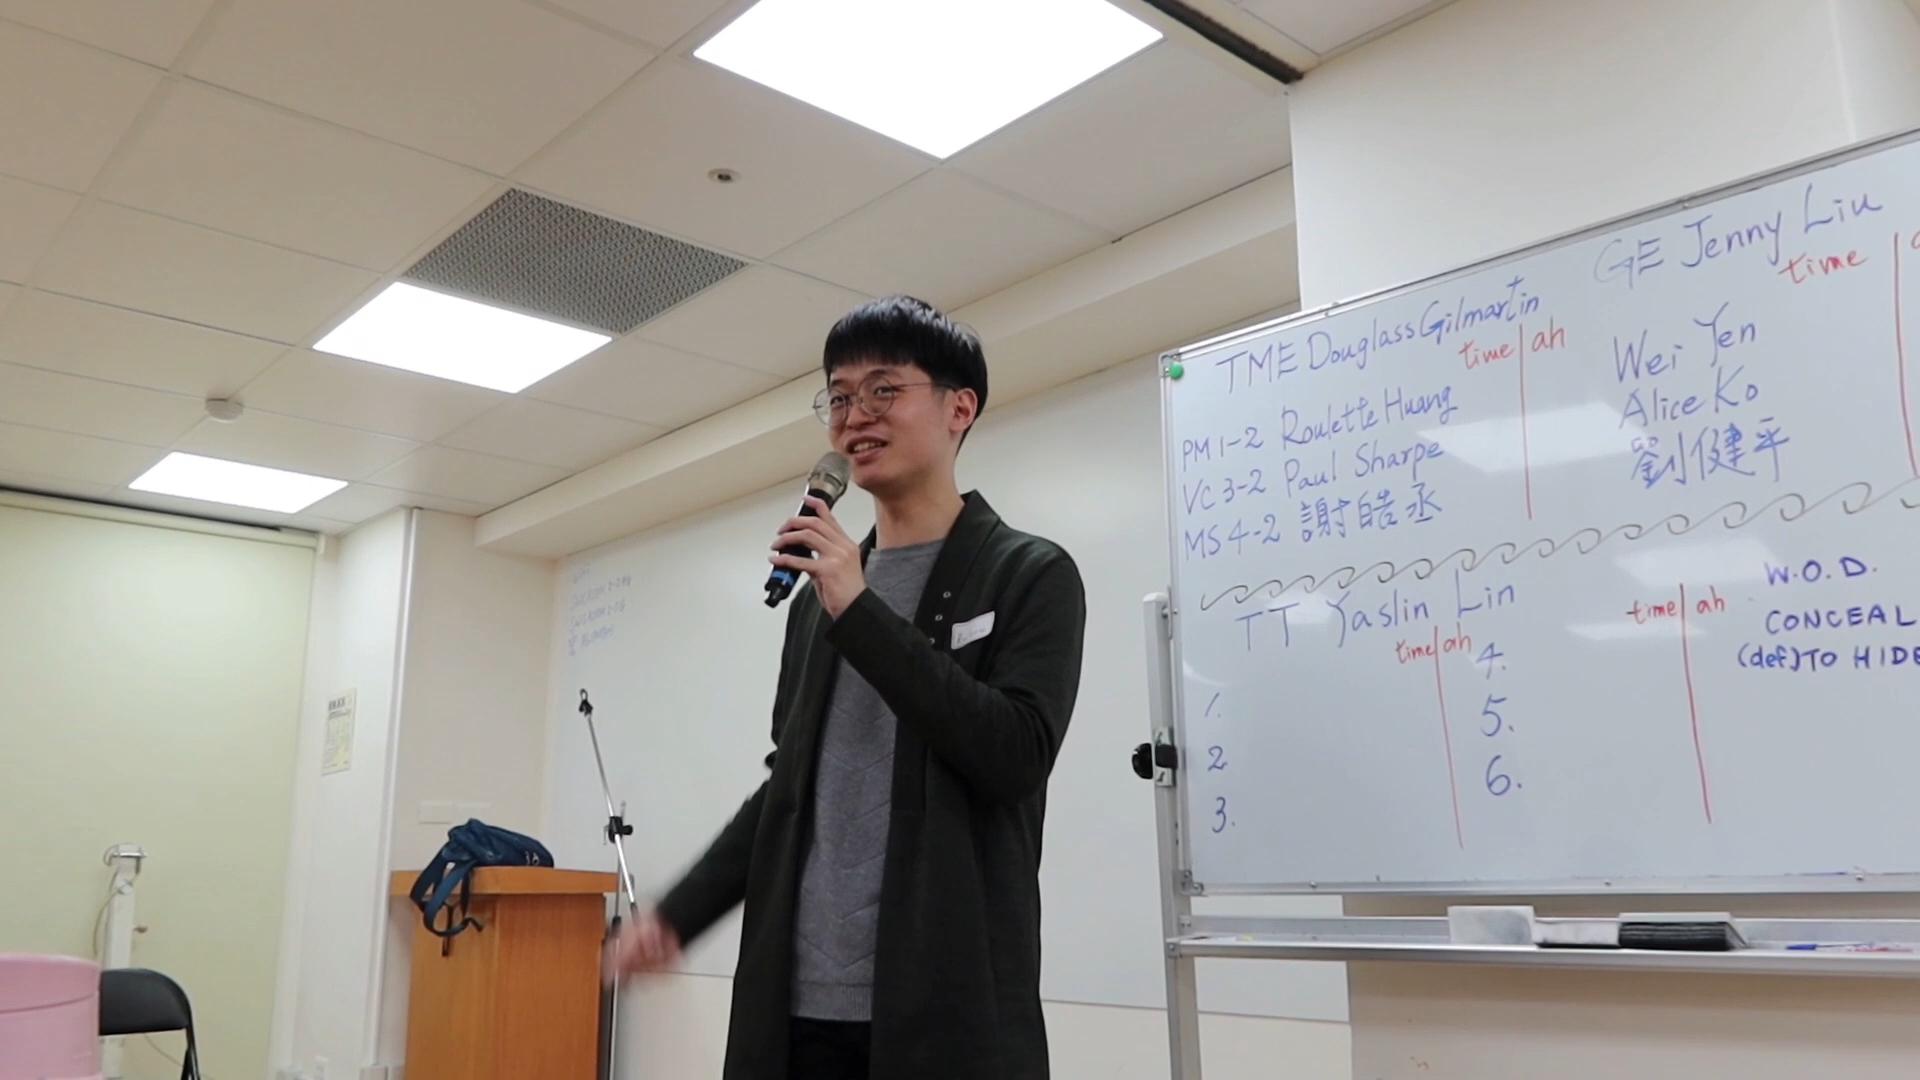 TME Douglass Gilmartin
time ah
PM 1-2 Roulette Huang
VC 3-2 Paul Sharpe
MS 4-2 謝皓丞
GE Jenny Liu
time
Wei Yen
Alice Ko
劉健平
TT Yaslin Lin
time ah
1.
2
3.
4.
5.
6.
time ah
W.O.D.
CONCEAL
(def) TO HIDE